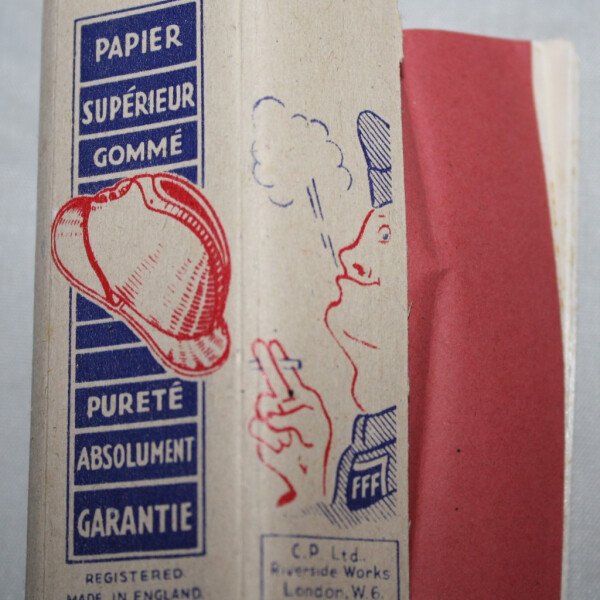 PAPIER
SUPÉRIEUR
GOMMÉ
PURETÉ
ABSOLUMENT
GARANTIE
REGISTERED
MADE IN ENGLAND
FFF
C.P. Ltd.
Riverside Works
London, W.6.